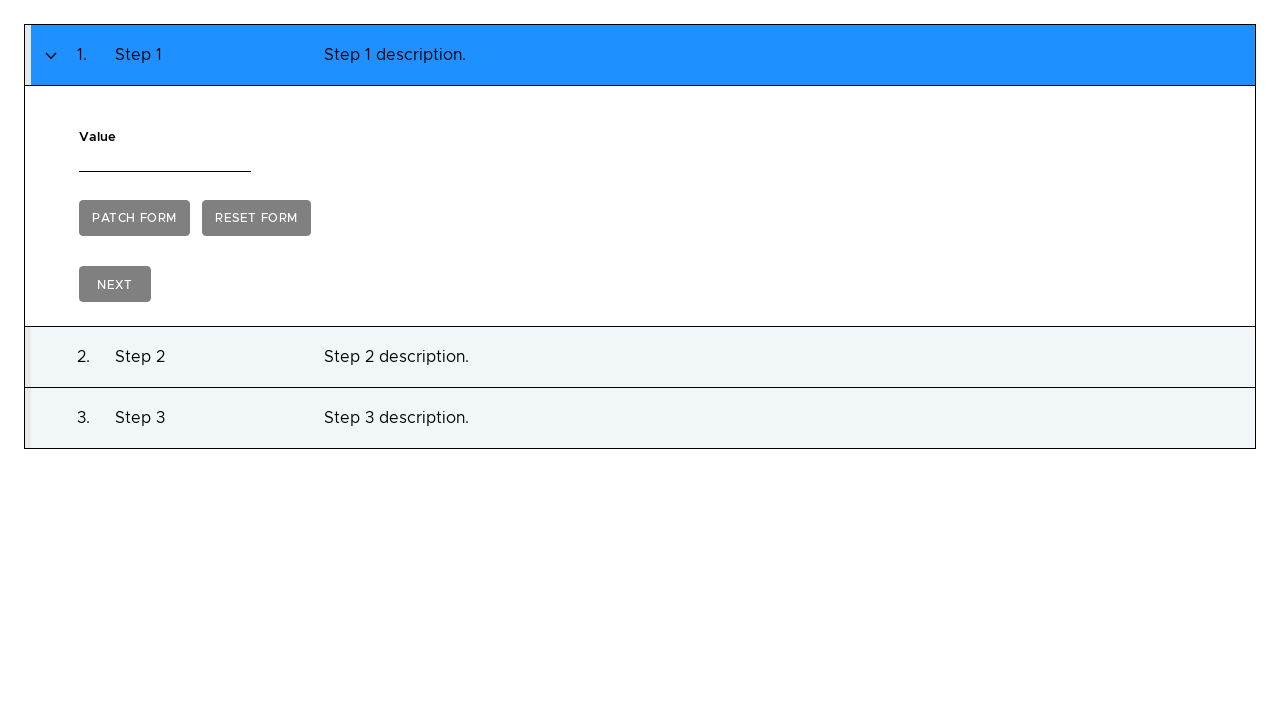 1. Step 1 Step 1 description.
Value
PATCH FORM RESET FORM
NEXT
2. Step 2 Step 2 description.
3. Step 3 Step 3 description.